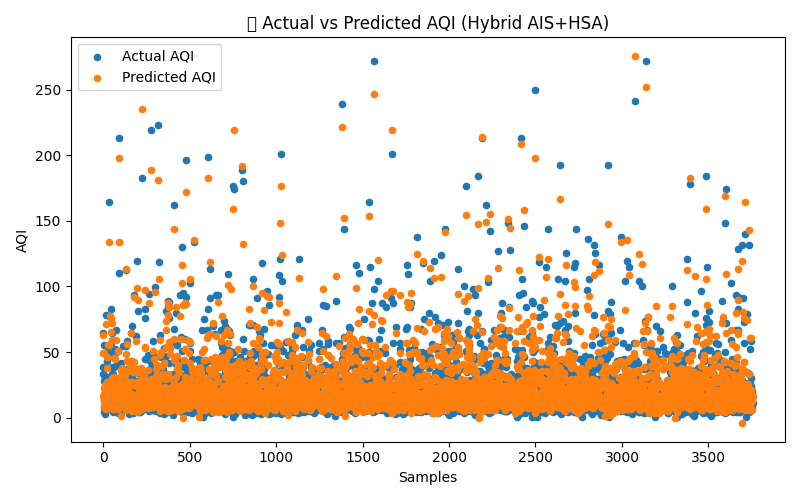 Actual vs Predicted AQI (Hybrid AIS+HSA)
Actual AQI
Predicted AQI
AQI
250
200
150
100
50
0
0 500 1000 1500 2000 2500 3000 3500
Samples